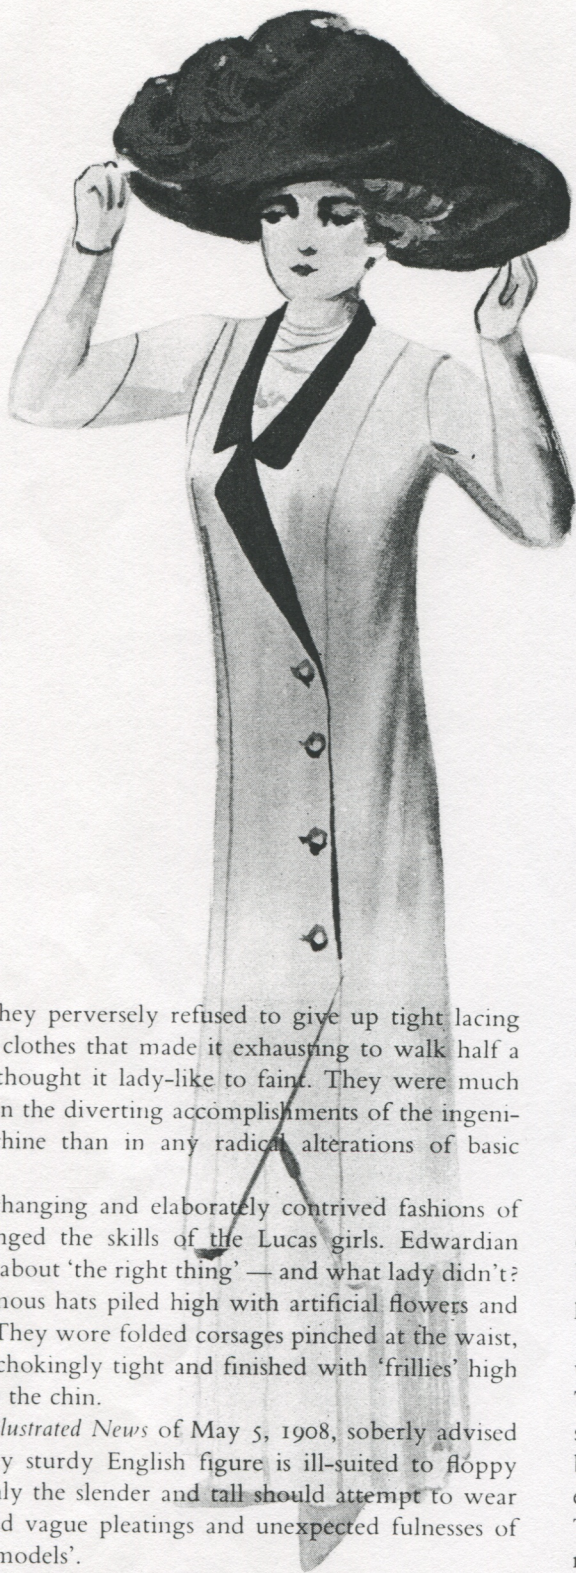 hey perversely refused to give up tight lacing
clothes that made it exhausting to walk half a
thought it lady-like to faint. They were much
n the diverting accomplishments of the ingeni-
hine than in any radical alterations of basic
hanging and elaborately contrived fashions of
nged the skills of the Lucas girls. Edwardian
about ‘the right thing’ — and what lady didn’t?
nous hats piled high with artificial flowers and
They wore folded corsages pinched at the waist,
chokingly tight and finished with ‘frillies’ high
the chin.
llustrated News of May 5, 1908, soberly advised
y sturdy English figure is ill-suited to floppy
nly the slender and tall should attempt to wear
d vague pleatings and unexpected fulnesses of
models’.